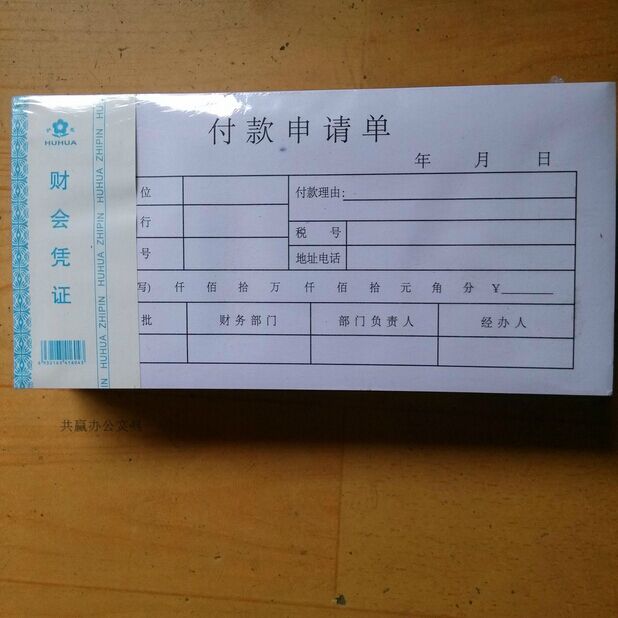 付款申请单
年 月 日
HUHUA
财会凭证
HUHUA ZHIPIN HUHUA ZHIPIN HUHUA ZHIPIN
位
付款理由:
行
税 号
号
地址电话
写) 仟 佰 拾 万 仟 佰 拾 元 角 分 ¥
批 财务部门 部门负责人 经办人
共赢办公文